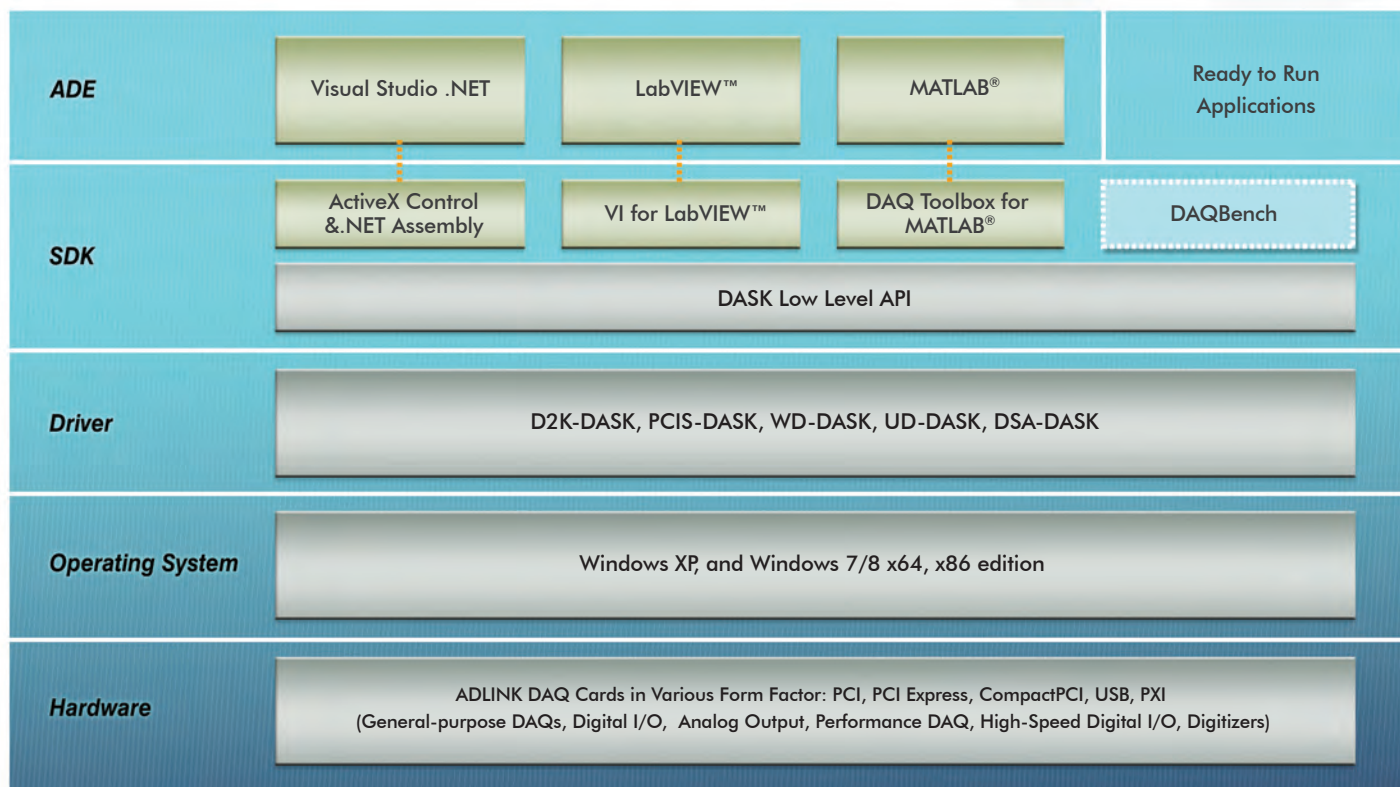 ADE
Visual Studio .NET
LabVIEW™
MATLAB®
Ready to Run
Applications
SDK
ActiveX Control
&.NET Assembly
VI for LabVIEW™
DAQ Toolbox for
MATLAB®
DAQBench
DASK Low Level API
Driver
D2K-DASK, PCIS-DASK, WD-DASK, UD-DASK, DSA-DASK
Operating System
Windows XP, and Windows 7/8 x64, x86 edition
Hardware
ADLINK DAQ Cards in Various Form Factor: PCI, PCI Express, CompactPCI, USB, PXI
(General-purpose DAQs, Digital I/O, Analog Output, Performance DAQ, High-Speed Digital I/O, Digitizers)